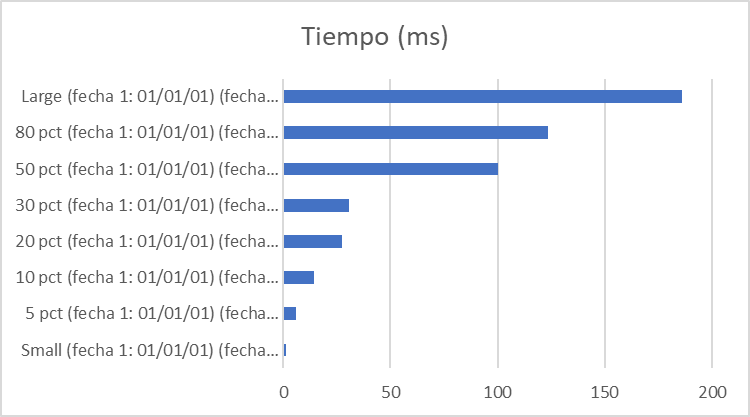 Tiempo (ms)
Large (fecha 1: 01/01/01) (fecha...
80 pct (fecha 1: 01/01/01) (fecha...
50 pct (fecha 1: 01/01/01) (fecha...
30 pct (fecha 1: 01/01/01) (fecha...
20 pct (fecha 1: 01/01/01) (fecha...
10 pct (fecha 1: 01/01/01) (fecha...
5 pct (fecha 1: 01/01/01) (fecha...
Small (fecha 1: 01/01/01) (fecha...
0 50 100 150 200